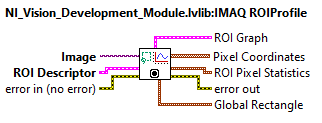 NI_Vision_Development_Module.lvlib:IMAQ ROIProfile
ROI Graph
Image
Pixel Coordinates
ROI Descriptor
ROI Pixel Statistics
error in (no error)
error out
Global Rectangle